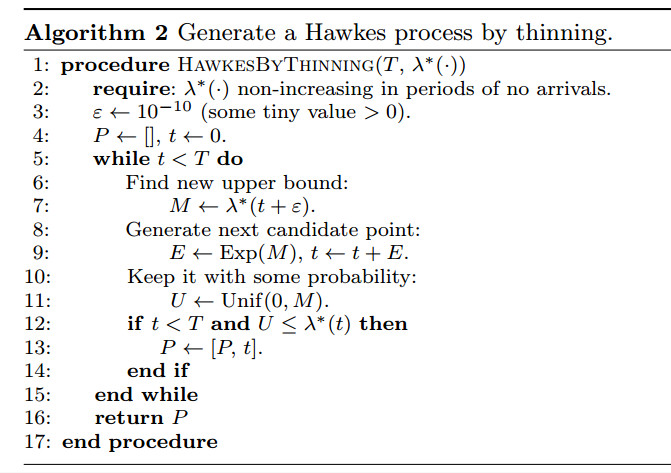 Algorithm 2 Generate a Hawkes process by thinning.
1: procedure HAWKESBYTHINNING(T, λ*(·))
2: require: λ*(·) non-increasing in periods of no arrivals.
3: ε ← 10⁻¹⁰ (some tiny value > 0).
4: P ← [], t ← 0.
5: while t < T do
6: Find new upper bound:
7: M ← λ*(t + ε).
8: Generate next candidate point:
9: E ← Exp(M), t ← t + E.
10: Keep it with some probability:
11: U ← Unif(0, M).
12: if t < T and U ≤ λ*(t) then
13: P ← [P, t].
14: end if
15: end while
16: return P
17: end procedure